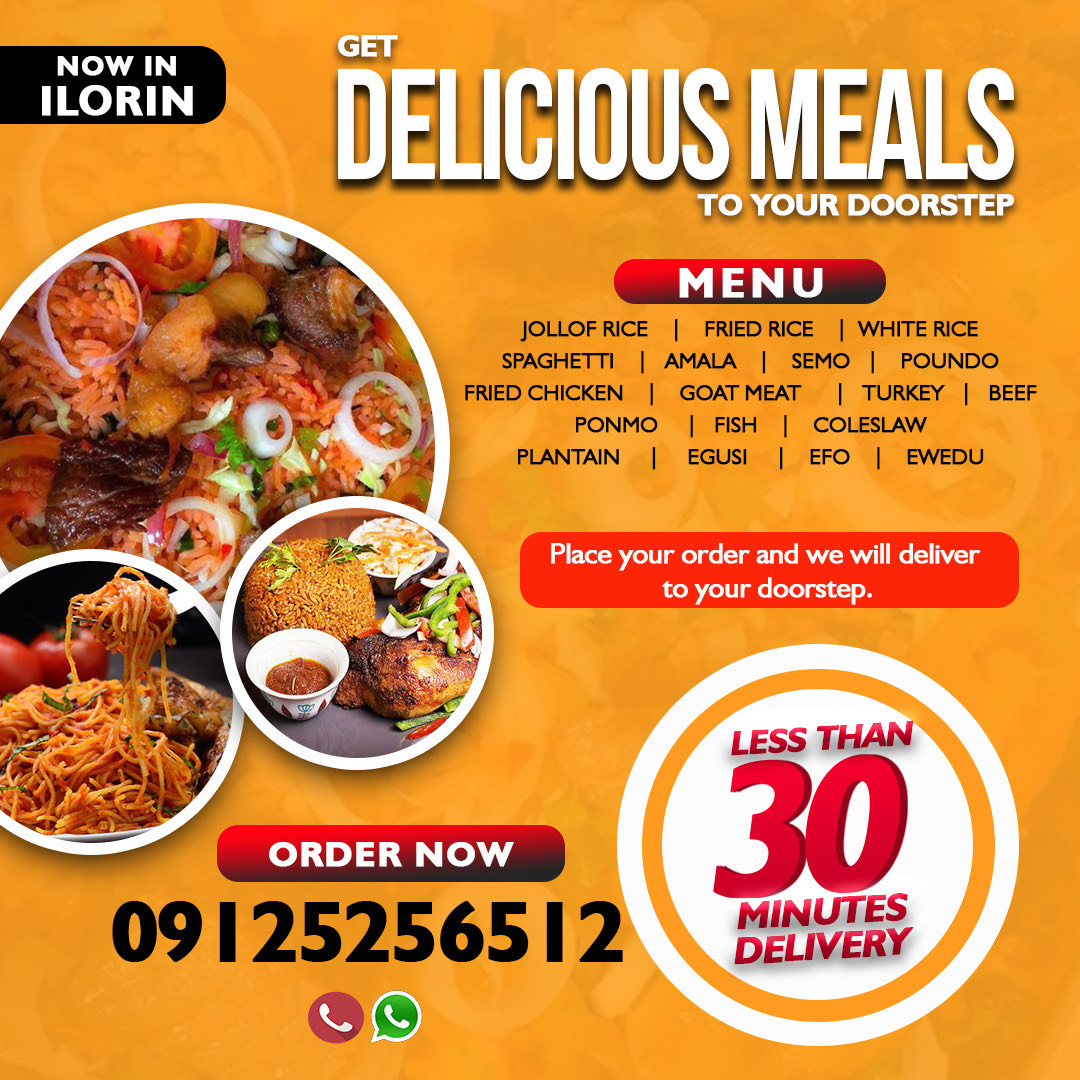 NOW IN
ILORIN
GET
DELICIOUS MEALS
TO YOUR DOORSTEP
MENU
JOLLOF RICE | FRIED RICE | WHITE RICE
SPAGHETTI | AMALA | SEMO | POUNDO
FRIED CHICKEN | GOAT MEAT | TURKEY | BEEF
PONMO | FISH | COLESLAW
PLANTAIN | EGUSI | EFO | EWEDU
Place your order and we will deliver
to your doorstep.
LESS THAN
30
MINUTES
DELIVERY
ORDER NOW
09125256512